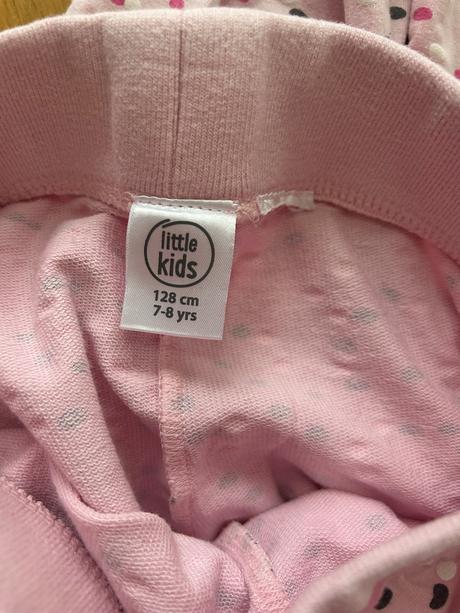 little
kids
128 cm
7-8 yrs